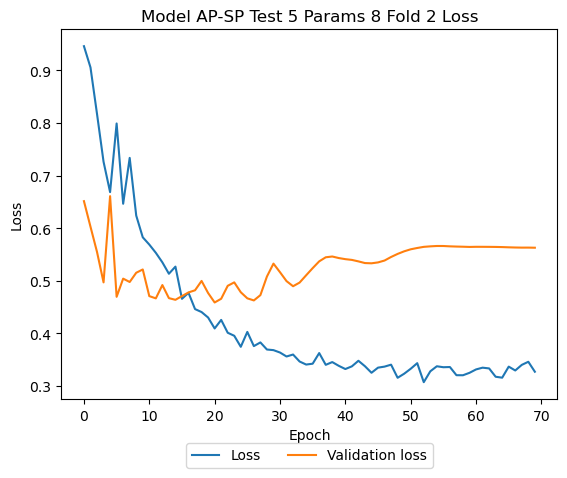 Model AP-SP Test 5 Params 8 Fold 2 Loss
Loss
0.9
0.8
0.7
0.6
0.5
0.4
0.3
0 10 20 30 40 50 60 70
Epoch
Loss Validation loss